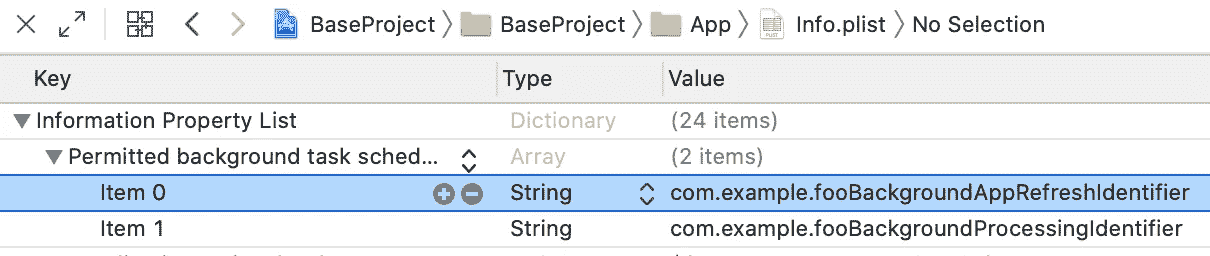 BaseProject BaseProject App Info.plist No Selection
Key Type Value
Information Property List Dictionary (24 items)
Permitted background task sched... Array (2 items)
Item 0 String com.example.fooBackgroundAppRefreshIdentifier
Item 1 String com.example.fooBackgroundProcessingIdentifier